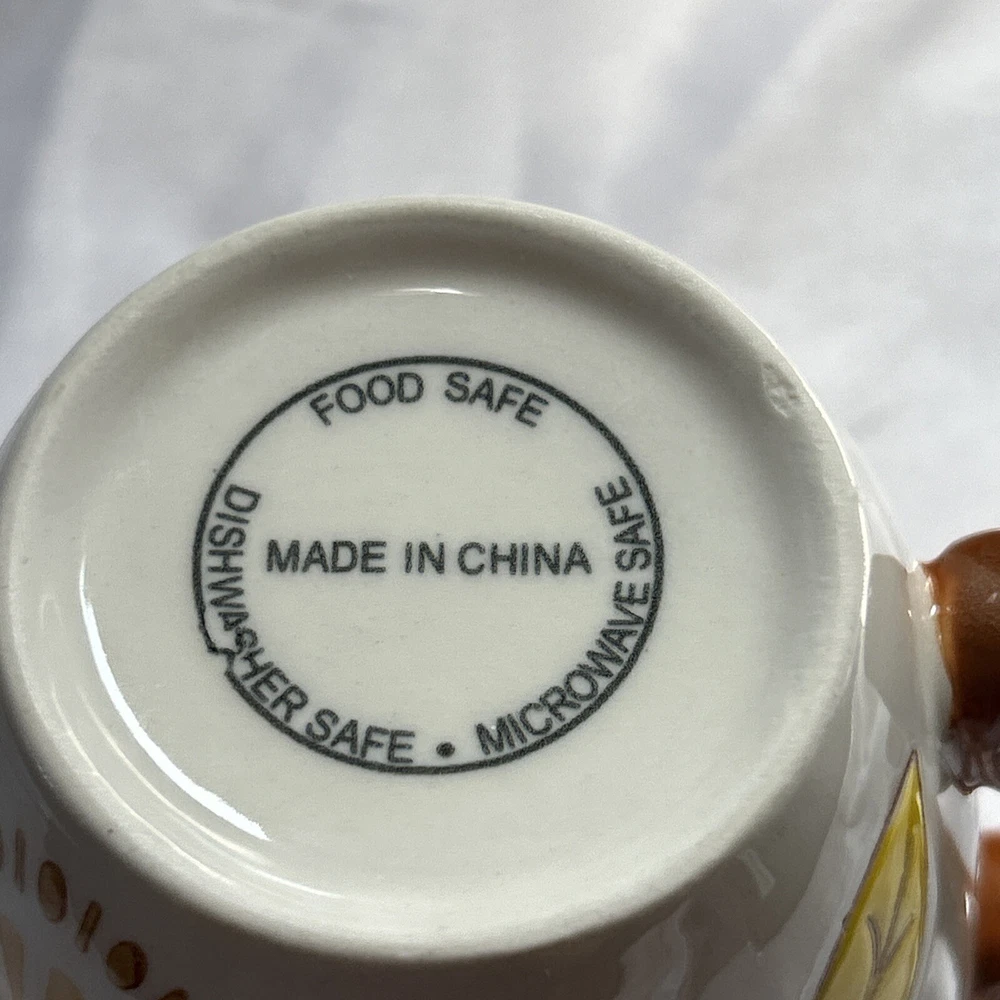 FOOD SAFE
MADE IN CHINA
DISHWASHER SAFE • MICROWAVE SAFE